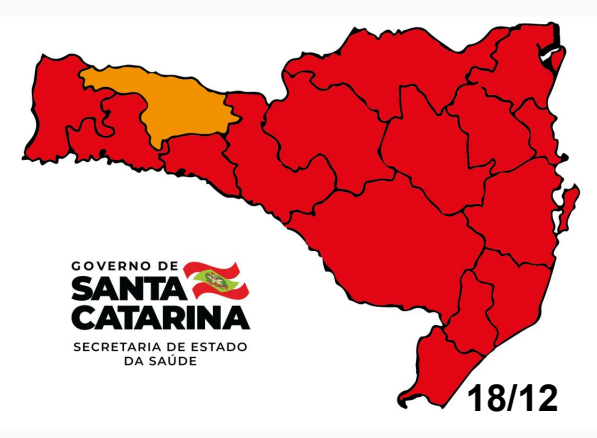 GOVERNO DE
SANTA
CATARINA
SECRETARIA DE ESTADO
DA SAÚDE
18/12